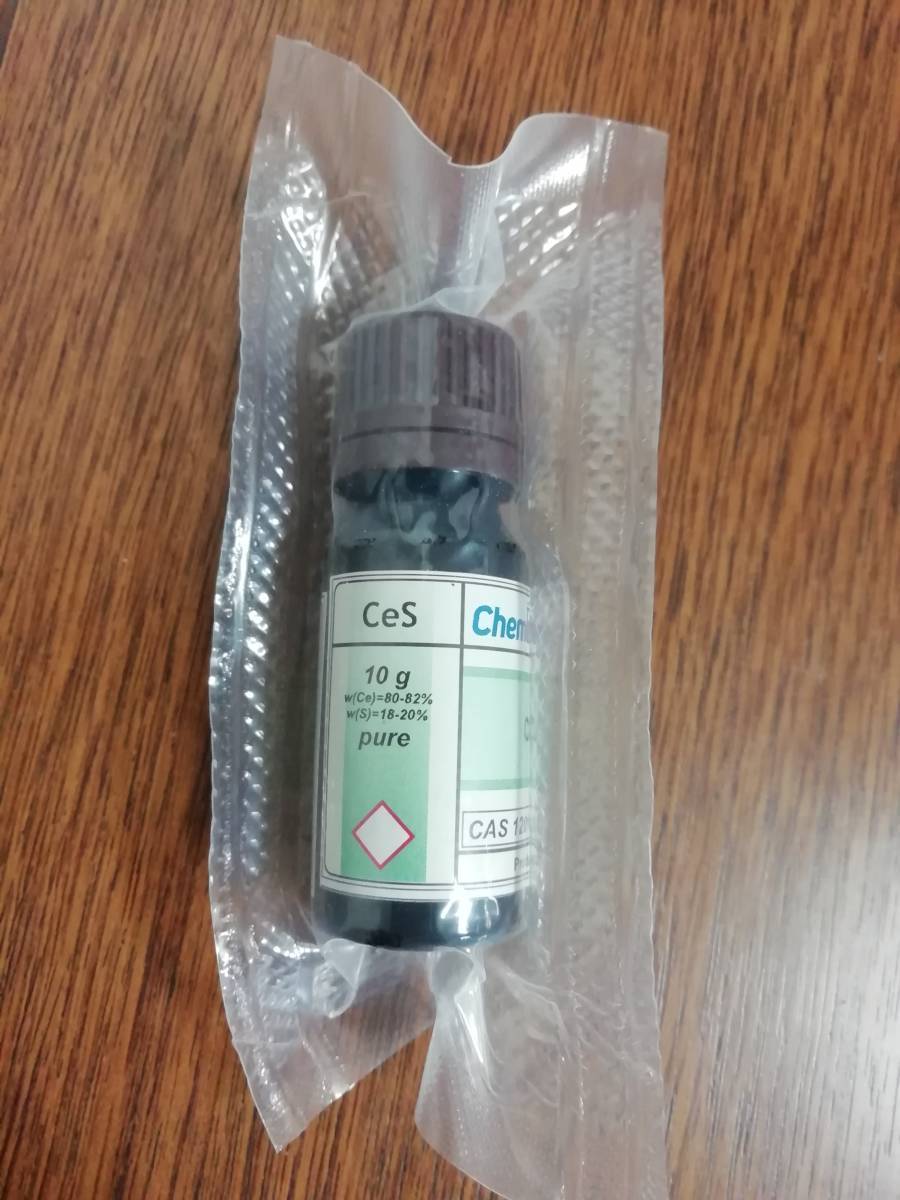 CeS
Chem
10 g
w(Ce)=80-82%
w(S)=18-20%
pure
CAS